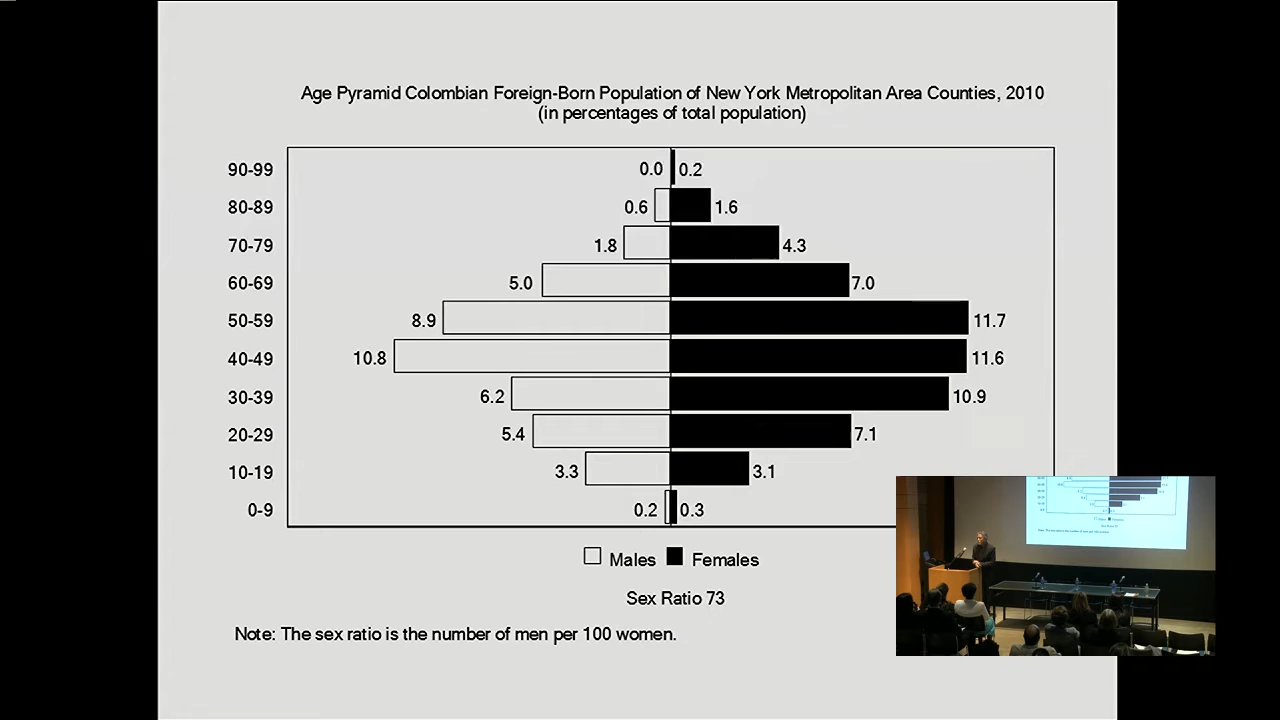 Age Pyramid Colombian Foreign-Born Population of New York Metropolitan Area Counties, 2010
(in percentages of total population)
90-99 0.0 0.2
80-89 0.6 1.6
70-79 1.8 4.3
60-69 5.0 7.0
50-59 8.9 11.7
40-49 10.8 11.6
30-39 6.2 10.9
20-29 5.4 7.1
10-19 3.3 3.1
0-9 0.2 0.3
Males Females
Sex Ratio 73
Note: The sex ratio is the number of men per 100 women.